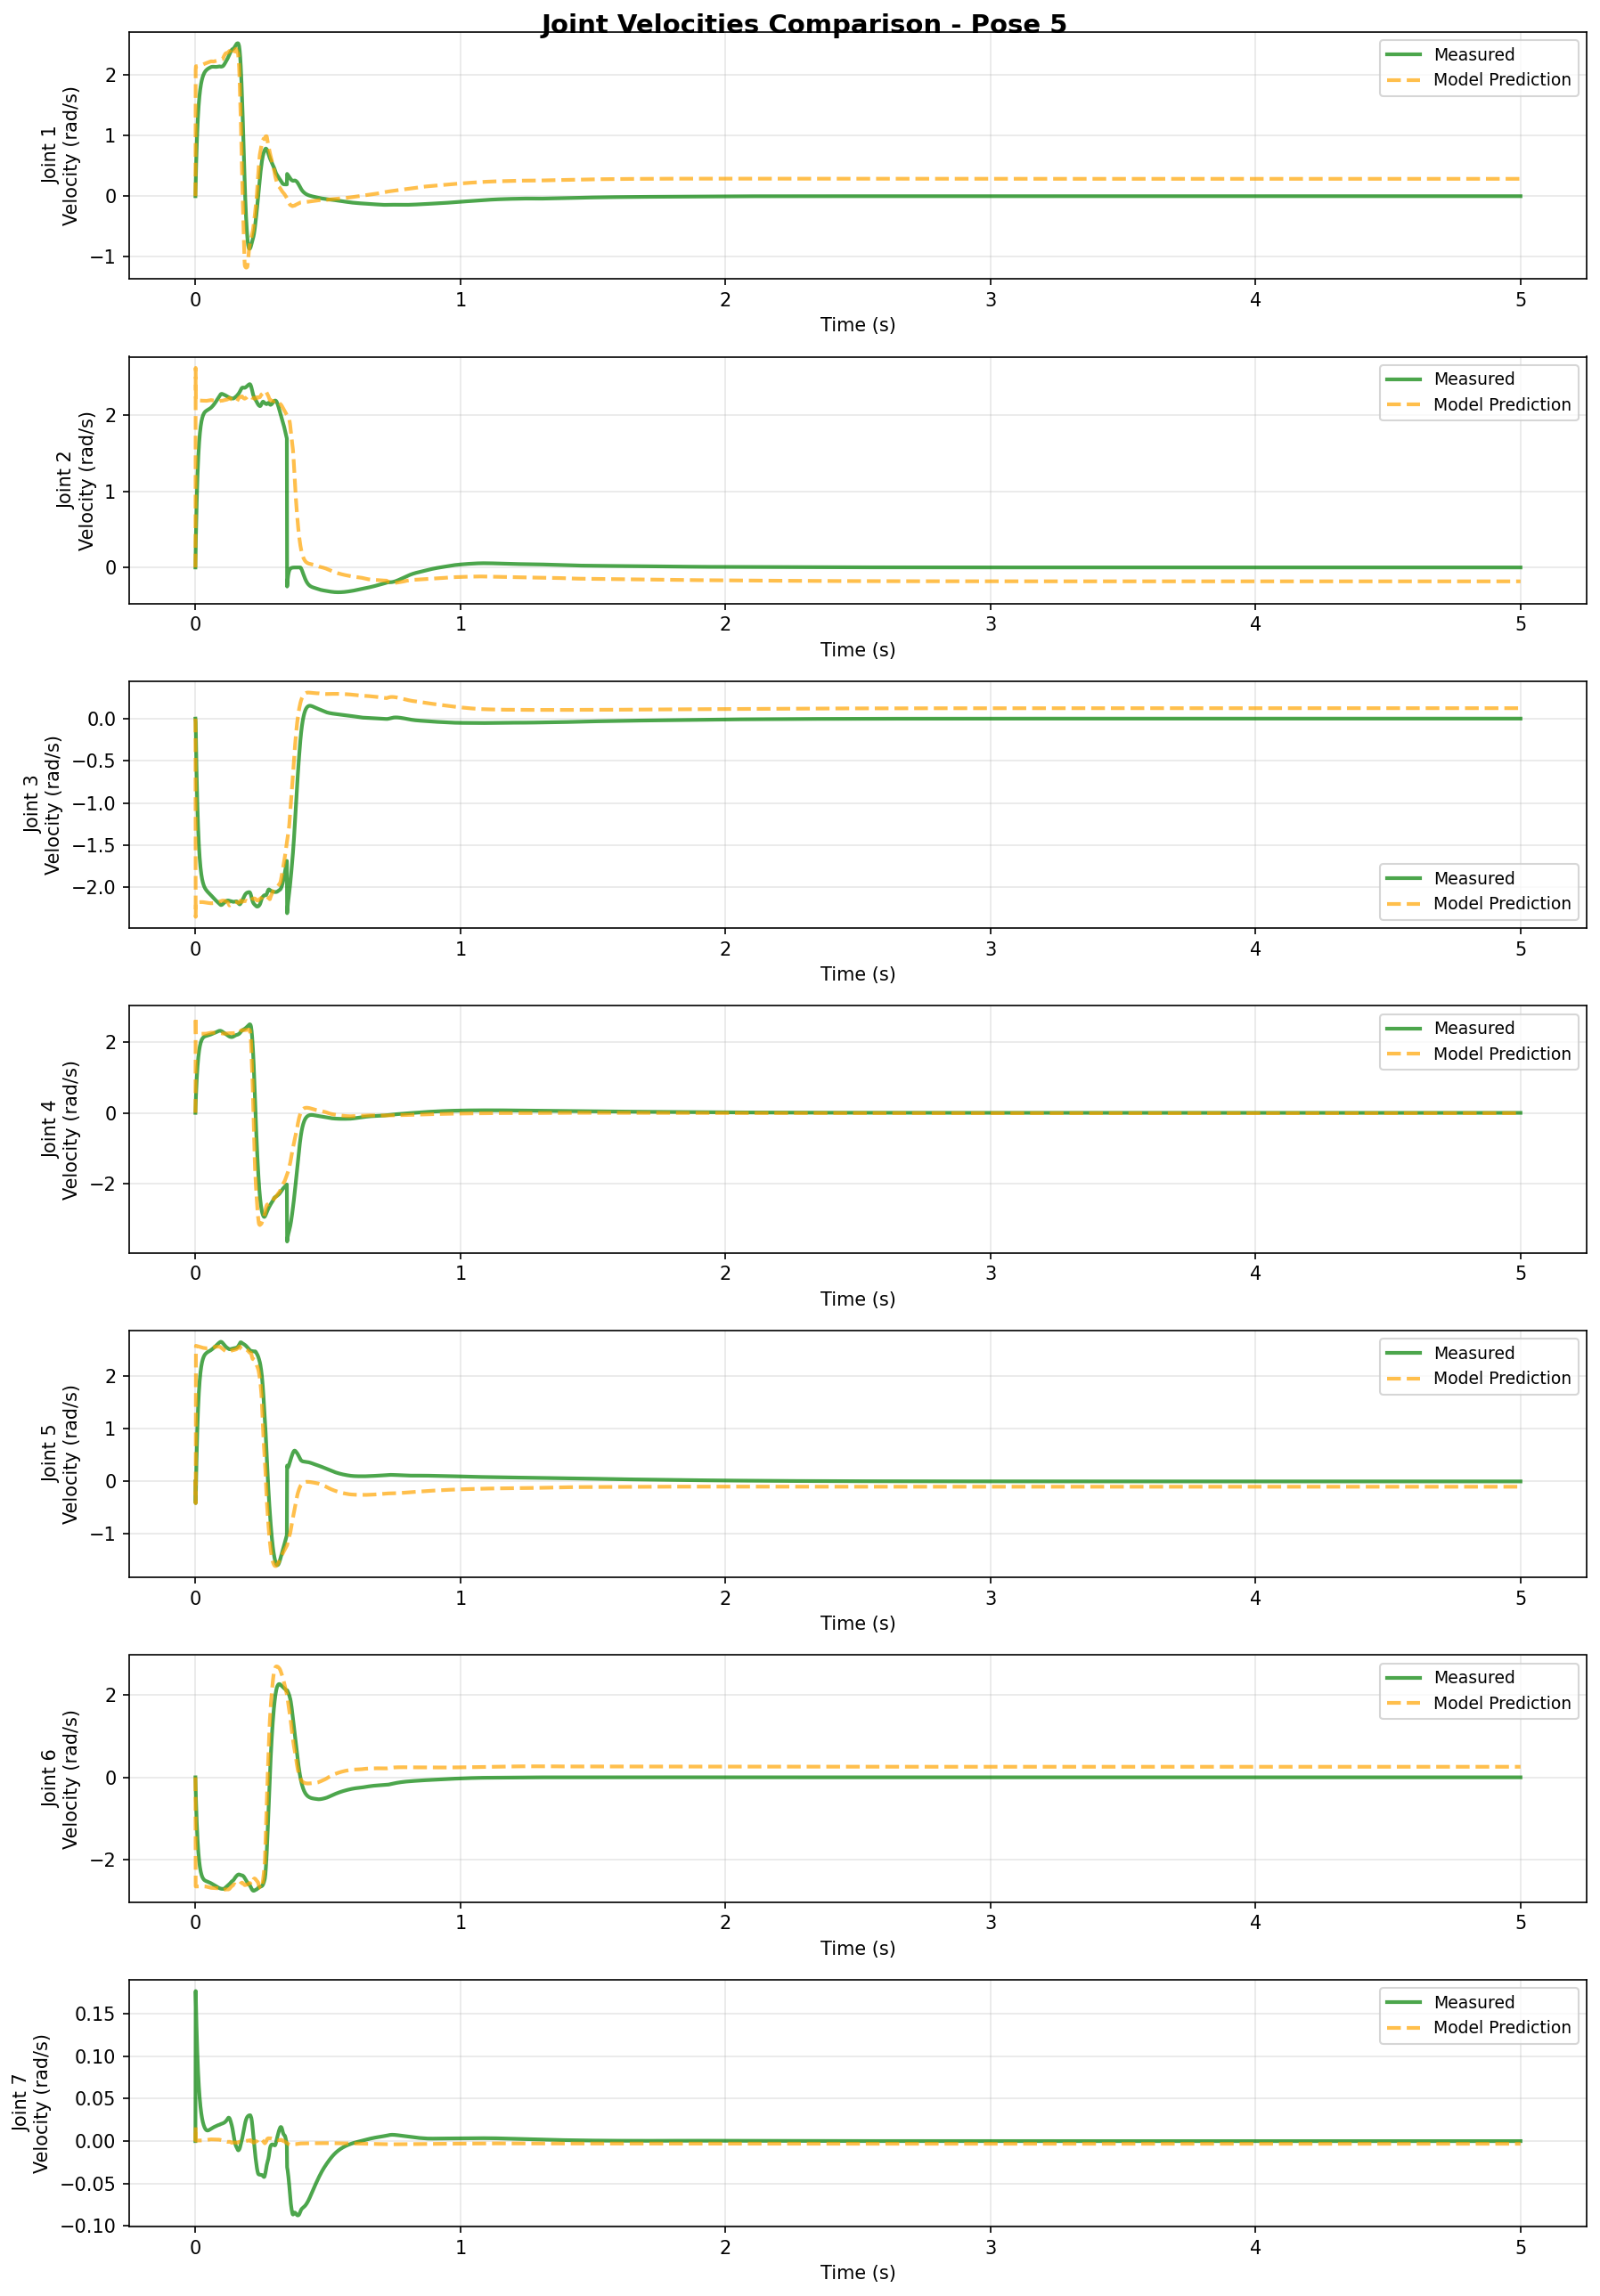 Joint Velocities Comparison - Pose 5
Joint 1
Velocity (rad/s)
2
1
0
−1
Measured
Model Prediction
0 1 2 3 4 5
Time (s)
Joint 2
Velocity (rad/s)
2
1
0
Measured
Model Prediction
0 1 2 3 4 5
Time (s)
Joint 3
Velocity (rad/s)
0.0
−0.5
−1.0
−1.5
−2.0
Measured
Model Prediction
0 1 2 3 4 5
Time (s)
Joint 4
Velocity (rad/s)
2
0
−2
Measured
Model Prediction
0 1 2 3 4 5
Time (s)
Joint 5
Velocity (rad/s)
2
1
0
−1
Measured
Model Prediction
0 1 2 3 4 5
Time (s)
Joint 6
Velocity (rad/s)
2
0
−2
Measured
Model Prediction
0 1 2 3 4 5
Time (s)
Joint 7
Velocity (rad/s)
0.15
0.10
0.05
0.00
−0.05
−0.10
Measured
Model Prediction
0 1 2 3 4 5
Time (s)